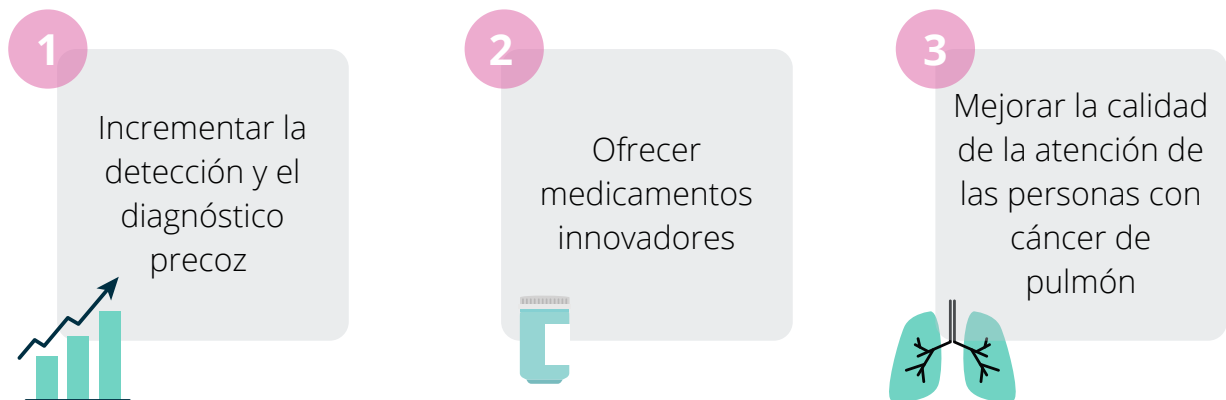 1
Incrementar la
detección y el
diagnóstico
precoz
2
Ofrecer
medicamentos
innovadores
3
Mejorar la calidad
de la atención de
las personas con
cáncer de
pulmón